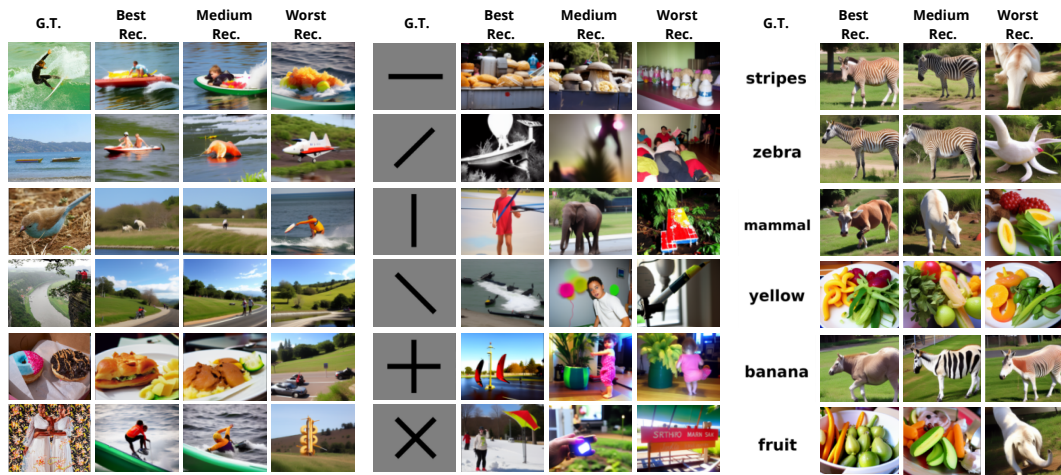 G.T. Best Rec. Medium Rec. Worst Rec.
G.T. Best Rec. Medium Rec. Worst Rec.
G.T. Best Rec. Medium Rec. Worst Rec.
stripes
zebra
mammal
yellow
banana
fruit